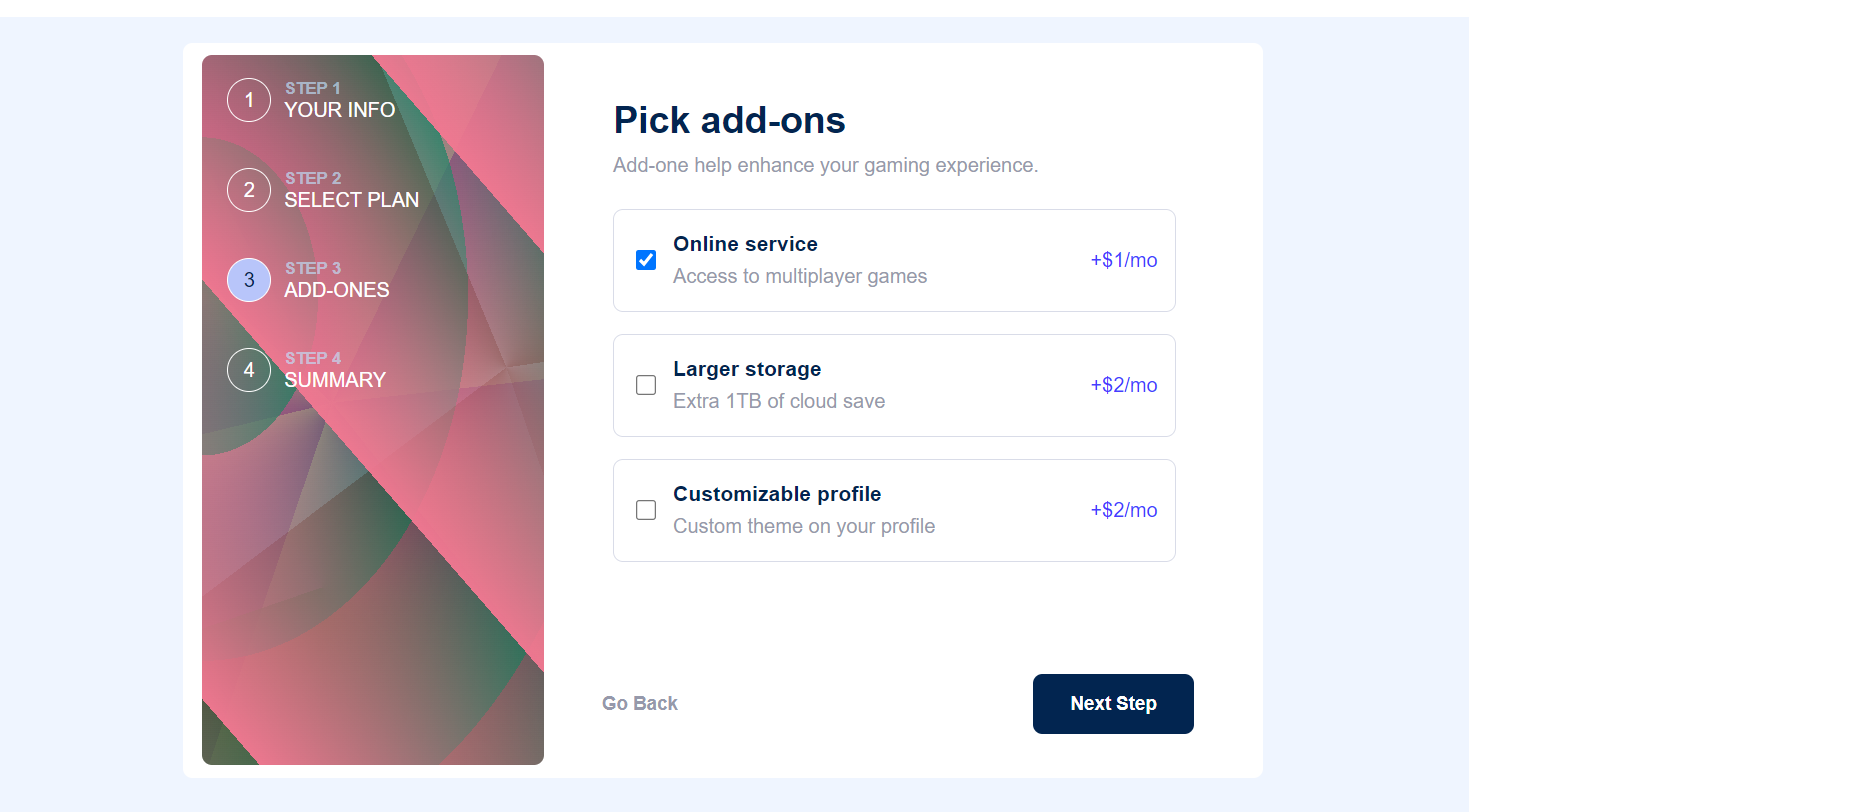 1
STEP 1
YOUR INFO
2
STEP 2
SELECT PLAN
3
STEP 3
ADD-ONES
4
STEP 4
SUMMARY
Pick add-ons
Add-one help enhance your gaming experience.
Online service
Access to multiplayer games
+$1/mo
Larger storage
Extra 1TB of cloud save
+$2/mo
Customizable profile
Custom theme on your profile
+$2/mo
Go Back
Next Step